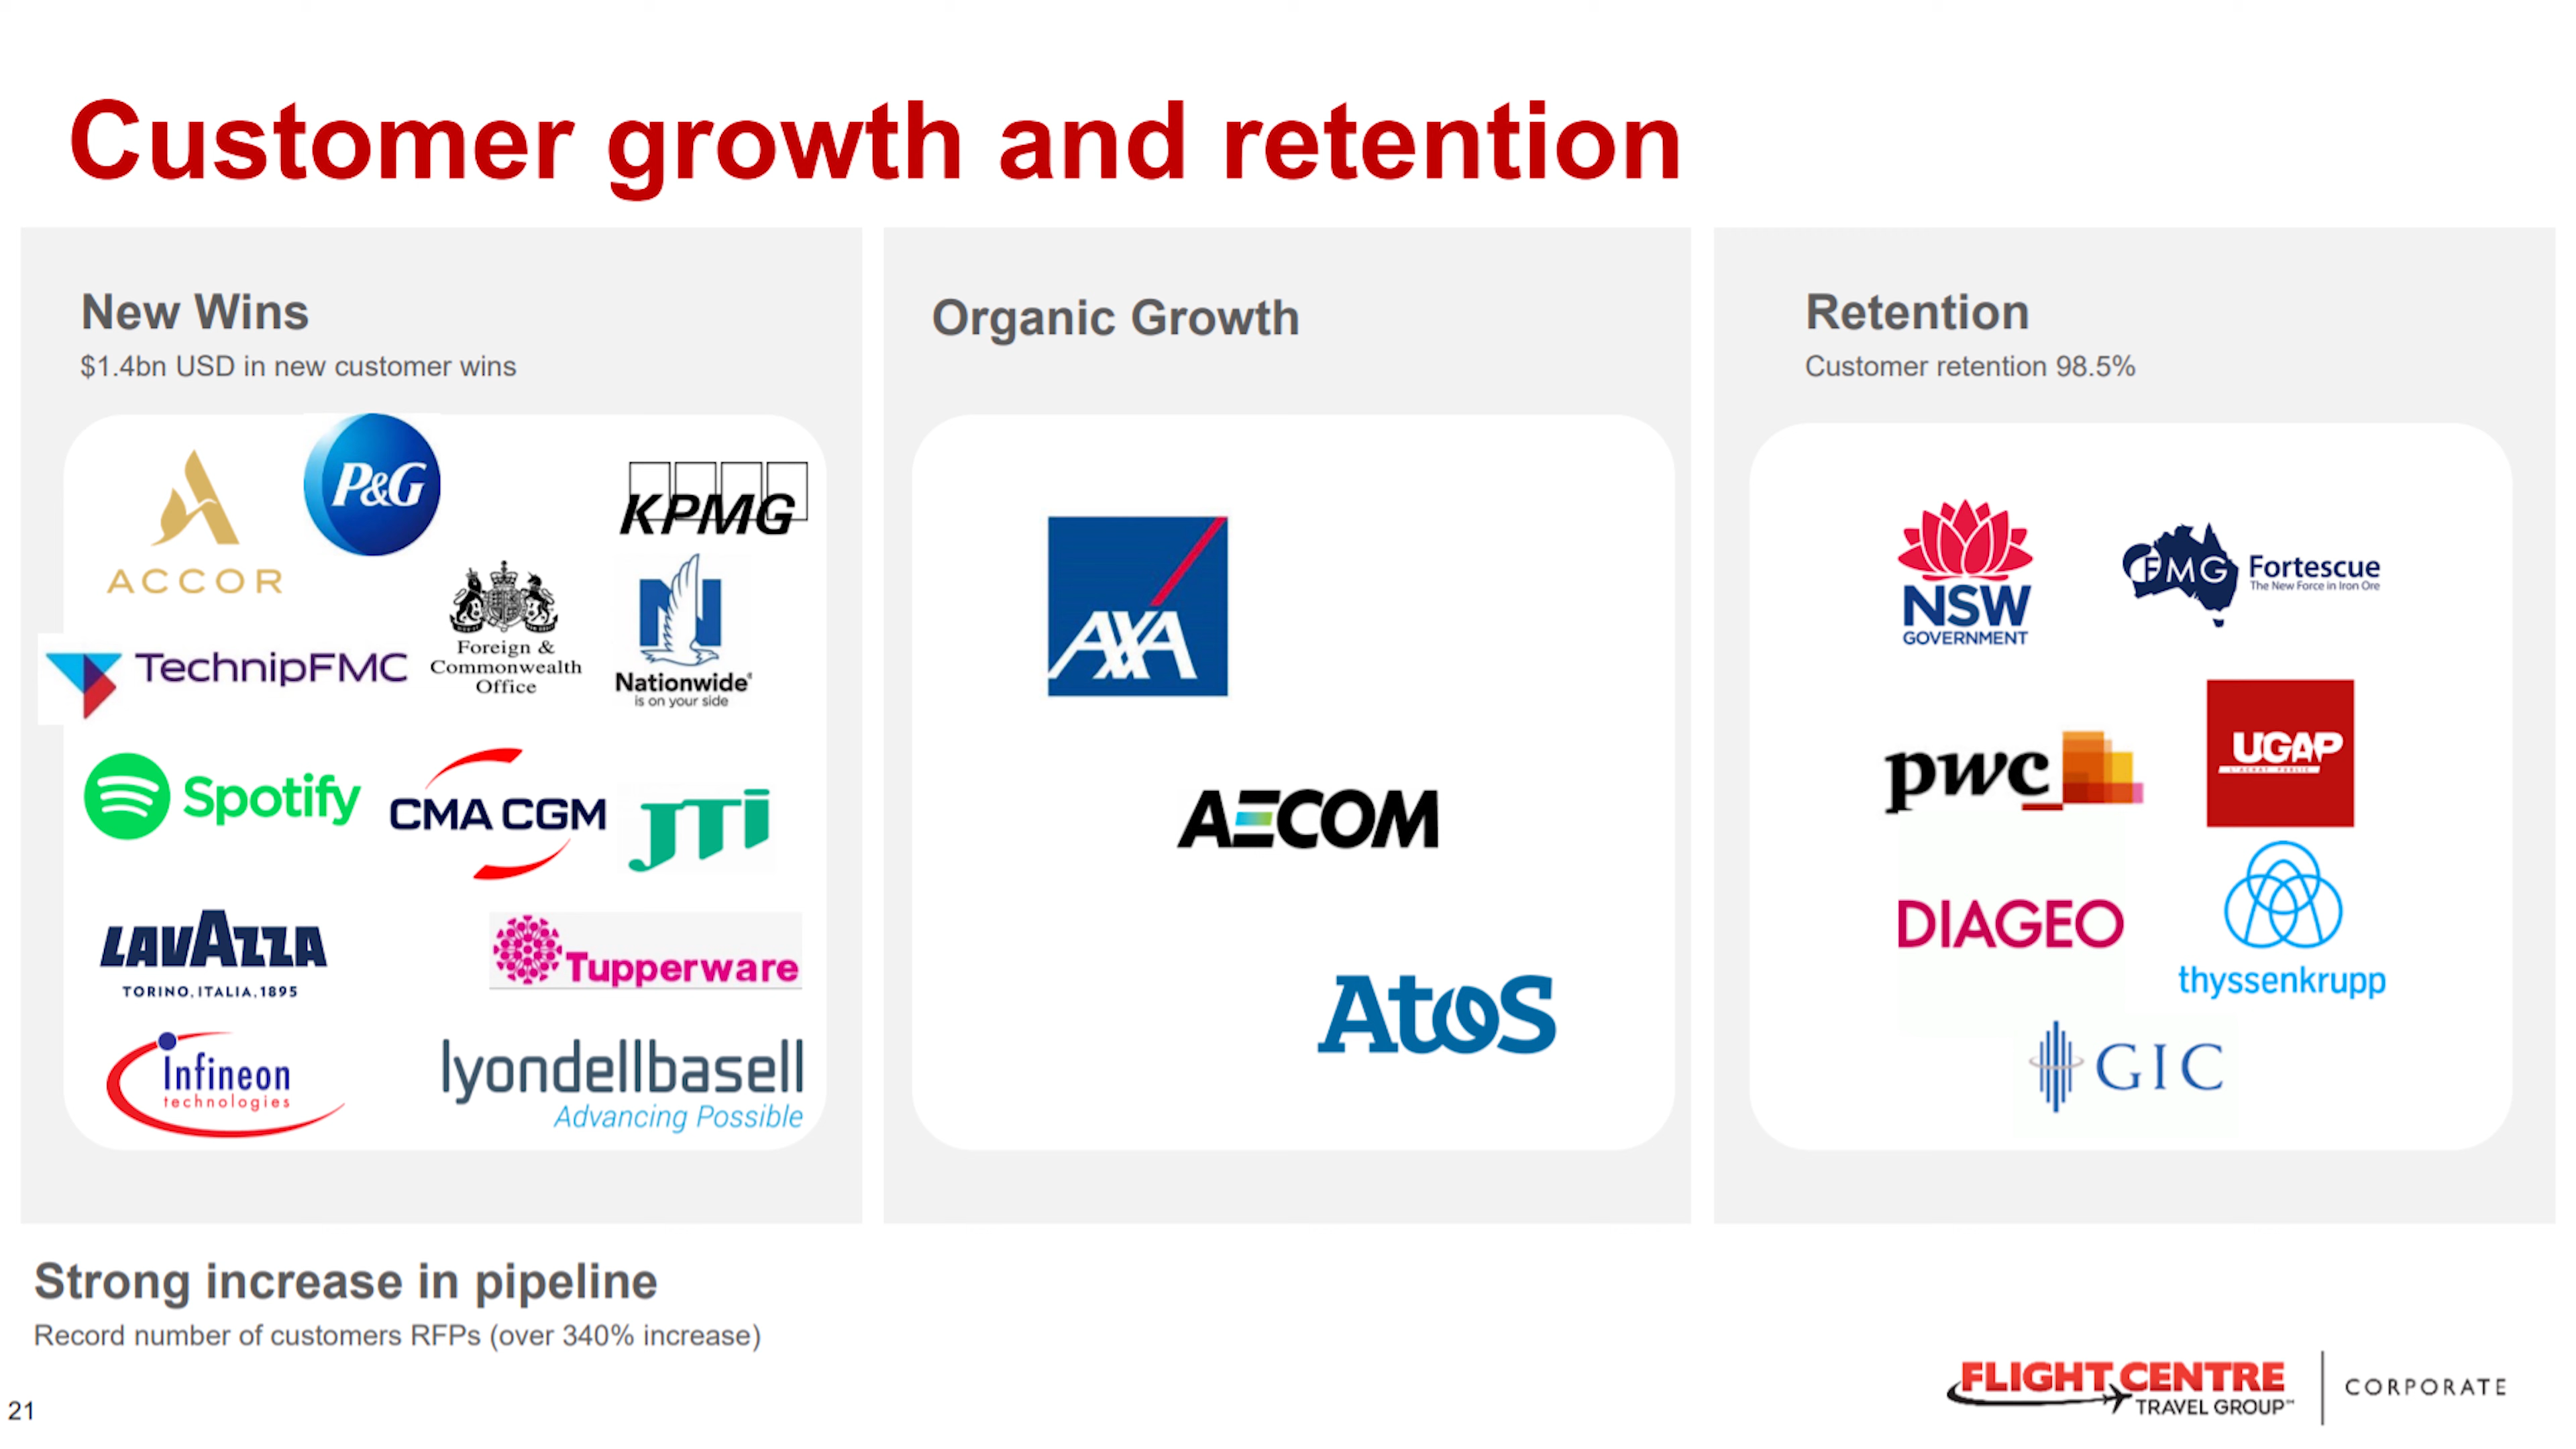 Customer growth and retention
New Wins
$1.4bn USD in new customer wins
ACCOR
P&G
KPMG
TechnipFMC
Foreign &
Commonwealth
Office
N
Nationwide®
is on your side
Spotify
CMA CGM
JTi
LAVAZZA
TORINO, ITALIA, 1895
Tupperware
infineon
technologies
lyondellbasell
Advancing Possible
Organic Growth
AXA
AECOM
Atos
Retention
Customer retention 98.5%
NSW
GOVERNMENT
FMG
Fortescue
The New Force in Iron Ore
pwc
UGAP
DIAGEO
thyssenkrupp
GIC
Strong increase in pipeline
Record number of customers RFPs (over 340% increase)
21
FLIGHT CENTRE
TRAVEL GROUP
CORPORATE